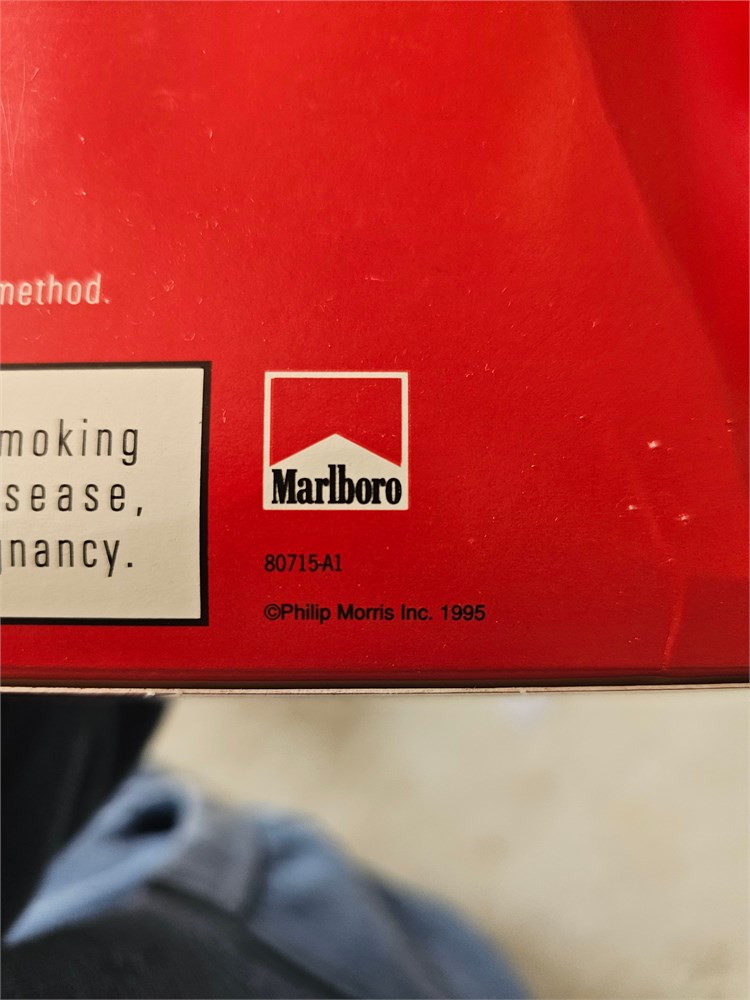 method.
moking
sease,
gnancy.
Marlboro
80715-A1
©Philip Morris Inc. 1995